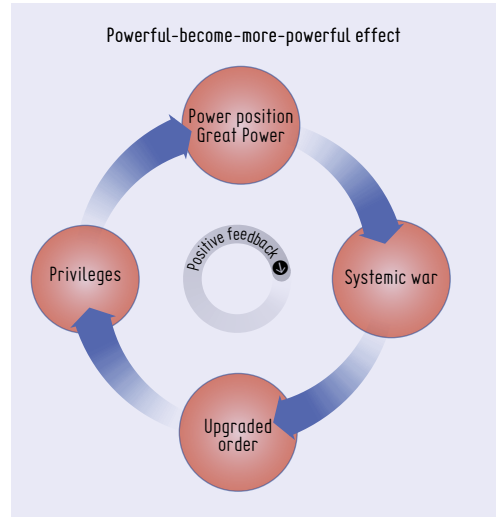 Powerful-become-more-powerful effect
Power position
Great Power
Positive feedback
Privileges
Systemic war
Upgraded
order